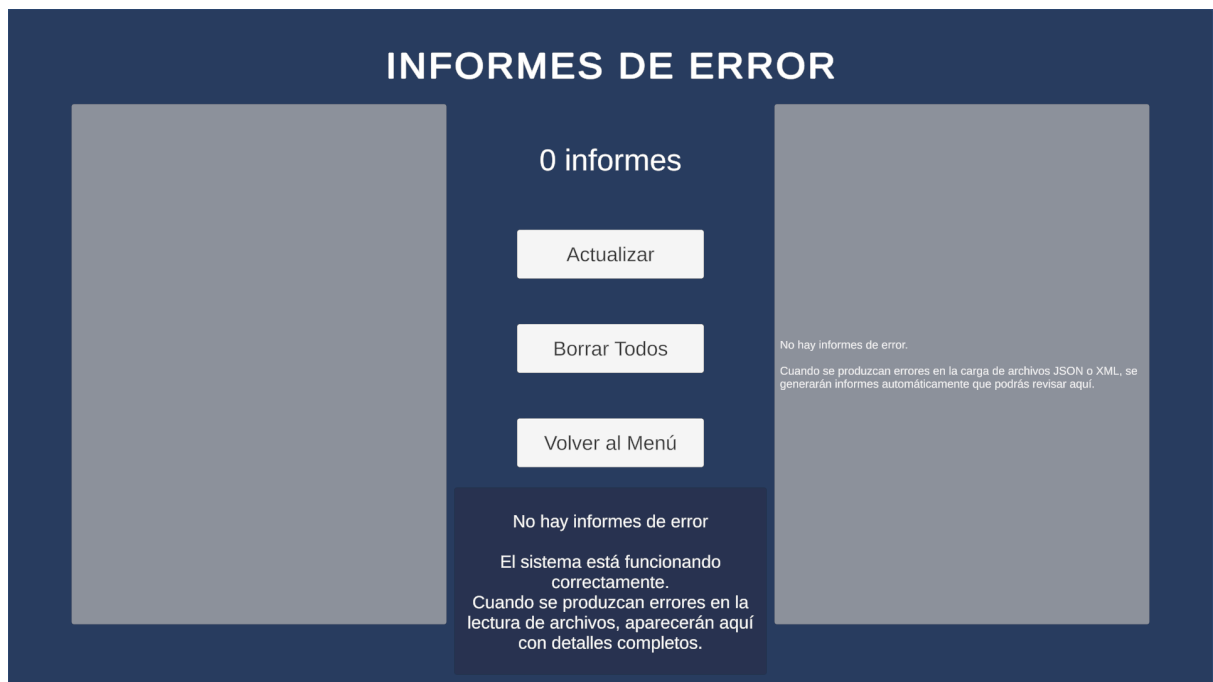 INFORMES DE ERROR
0 informes
Actualizar
Borrar Todos
Volver al Menú
No hay informes de error
El sistema está funcionando
correctamente.
Cuando se produzcan errores en la
lectura de archivos, aparecerán aquí
con detalles completos.
No hay informes de error.
Cuando se produzcan errores en la carga de archivos JSON o XML, se
generarán informes automáticamente que podrás revisar aquí.